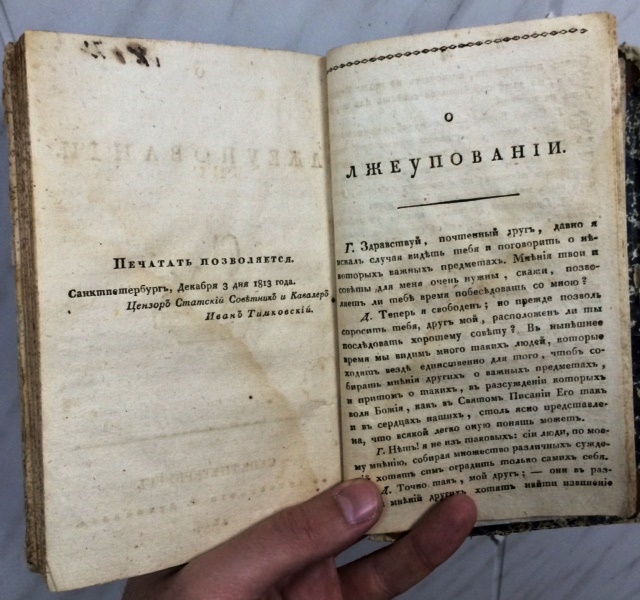 Печатать позволяется.
Санктпетербург, Декабря 3 дня 1813 года.
Цензоръ Статскій Совѣтникъ и Кавалеръ
Иванъ Тимковскій.
О
ЛЖЕУПОВАНІИ.
Г. Здравствуй, почтенный другъ, давно я
искалъ случая видѣть тебя и поговорить о нѣ-
которыхъ важныхъ предметахъ. Мнѣнія твои и
совѣты для меня очень нужны, скажи, позво-
ляетъ ли тебѣ время побесѣдовать со мною?
Д. Теперь я свободенъ; но прежде позволь
спросить тебя, другъ мой, расположенъ ли ты
послѣдовать хорошему совѣту? Въ нынѣшнее
время мы видимъ много такихъ людей, которые
ходятъ вездѣ единственно для того, чтобъ со-
бирать мнѣнія другихъ о важныхъ предметахъ,
и притомъ о такихъ, въ разсужденіи которыхъ
воля Божія, какъ въ Святомъ Писаніи Его такъ
и въ сердцахъ нашихъ, столь ясно представле-
на, что всякой легко оную понять можетъ.
Г. Нѣтъ! я не изъ таковыхъ: сіи люди, по мое-
му мнѣнію, собирая множество различныхъ сужде-
ній хотятъ симъ оградить только самихъ себя.
Д. Точно такъ, мой другъ; — они въ раз-
мнѣній другихъ хотятъ найти извиненіе